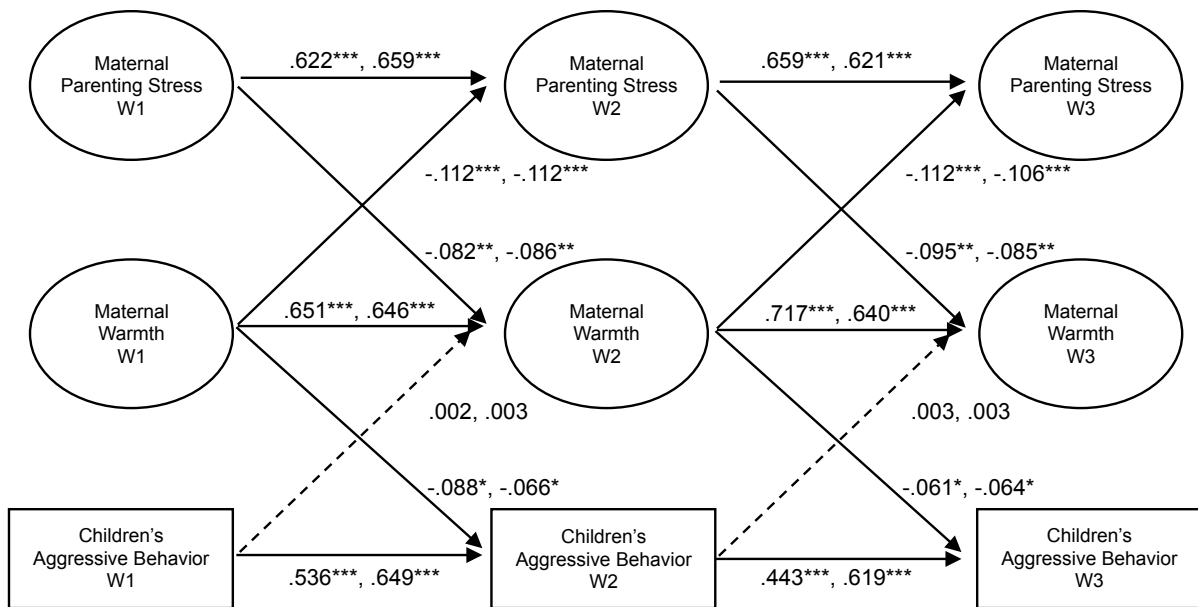 Maternal
Parenting Stress
W1
.622***, .659***
Maternal
Parenting Stress
W2
.659***, .621***
Maternal
Parenting Stress
W3
-.112***, -.112***
-.112***, -.106***
-.082**, -.086**
-.095**, -.085**
Maternal
Warmth
W1
.651***, .646***
Maternal
Warmth
W2
.717***, .640***
Maternal
Warmth
W3
.002, .003
.003, .003
-.088*, -.066*
-.061*, -.064*
Children’s
Aggressive Behavior
W1
.536***, .649***
Children’s
Aggressive Behavior
W2
.443***, .619***
Children’s
Aggressive Behavior
W3